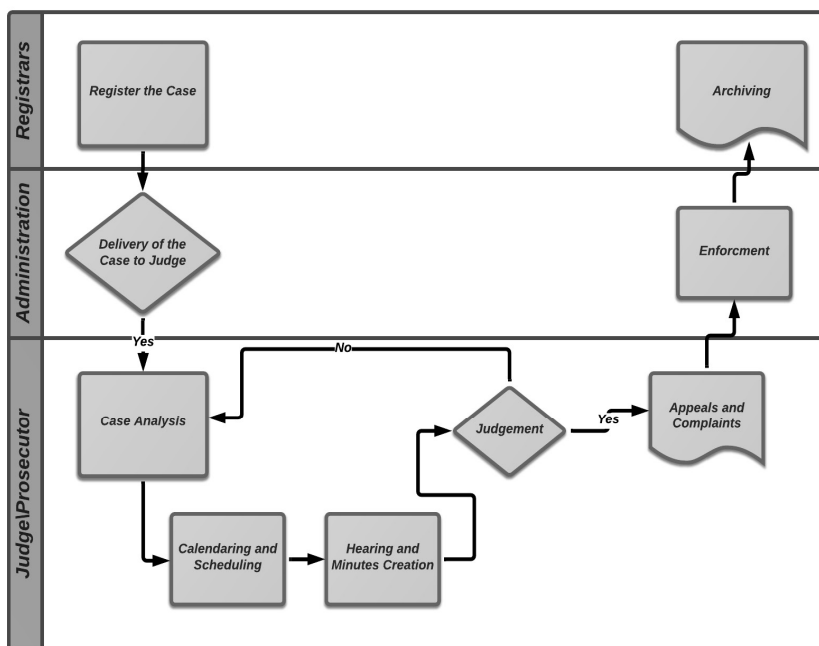 Registrars
Register the Case
Archiving
Administration
Delivery of the
Case to Judge
Enforcment
Yes
No
Judge\Prosecutor
Case Analysis
Judgement
Yes
Appeals and
Complaints
Calendaring and
Scheduling
Hearing and
Minutes Creation